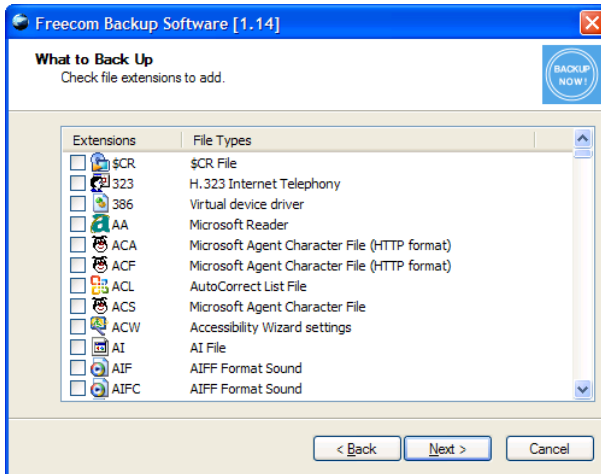 Freecom Backup Software [1.14]
What to Back Up
Check file extensions to add.
BACKUP
NOW!
Extensions File Types
$CR $CR File
323 H.323 Internet Telephony
386 Virtual device driver
AA Microsoft Reader
ACA Microsoft Agent Character File (HTTP format)
ACF Microsoft Agent Character File (HTTP format)
ACL AutoCorrect List File
ACS Microsoft Agent Character File
ACW Accessibility Wizard settings
AI AI File
AIF AIFF Format Sound
AIFC AIFF Format Sound
< Back Next > Cancel